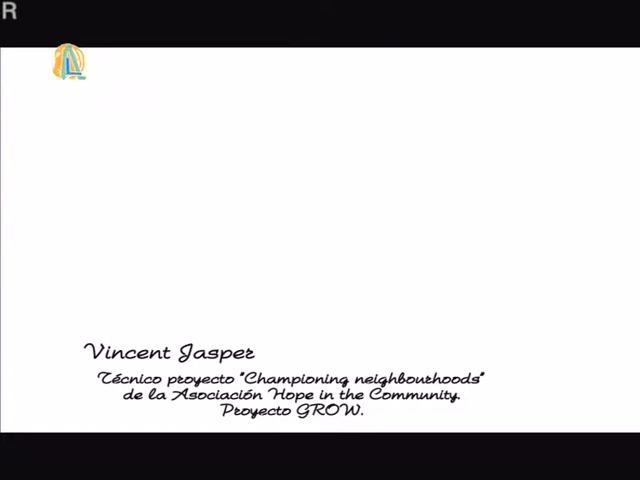 R
Vincent Jasper
Técnico proyecto "Championing neighbourhoods"
de la Asociación Hope in the Community.
Proyecto GROW.